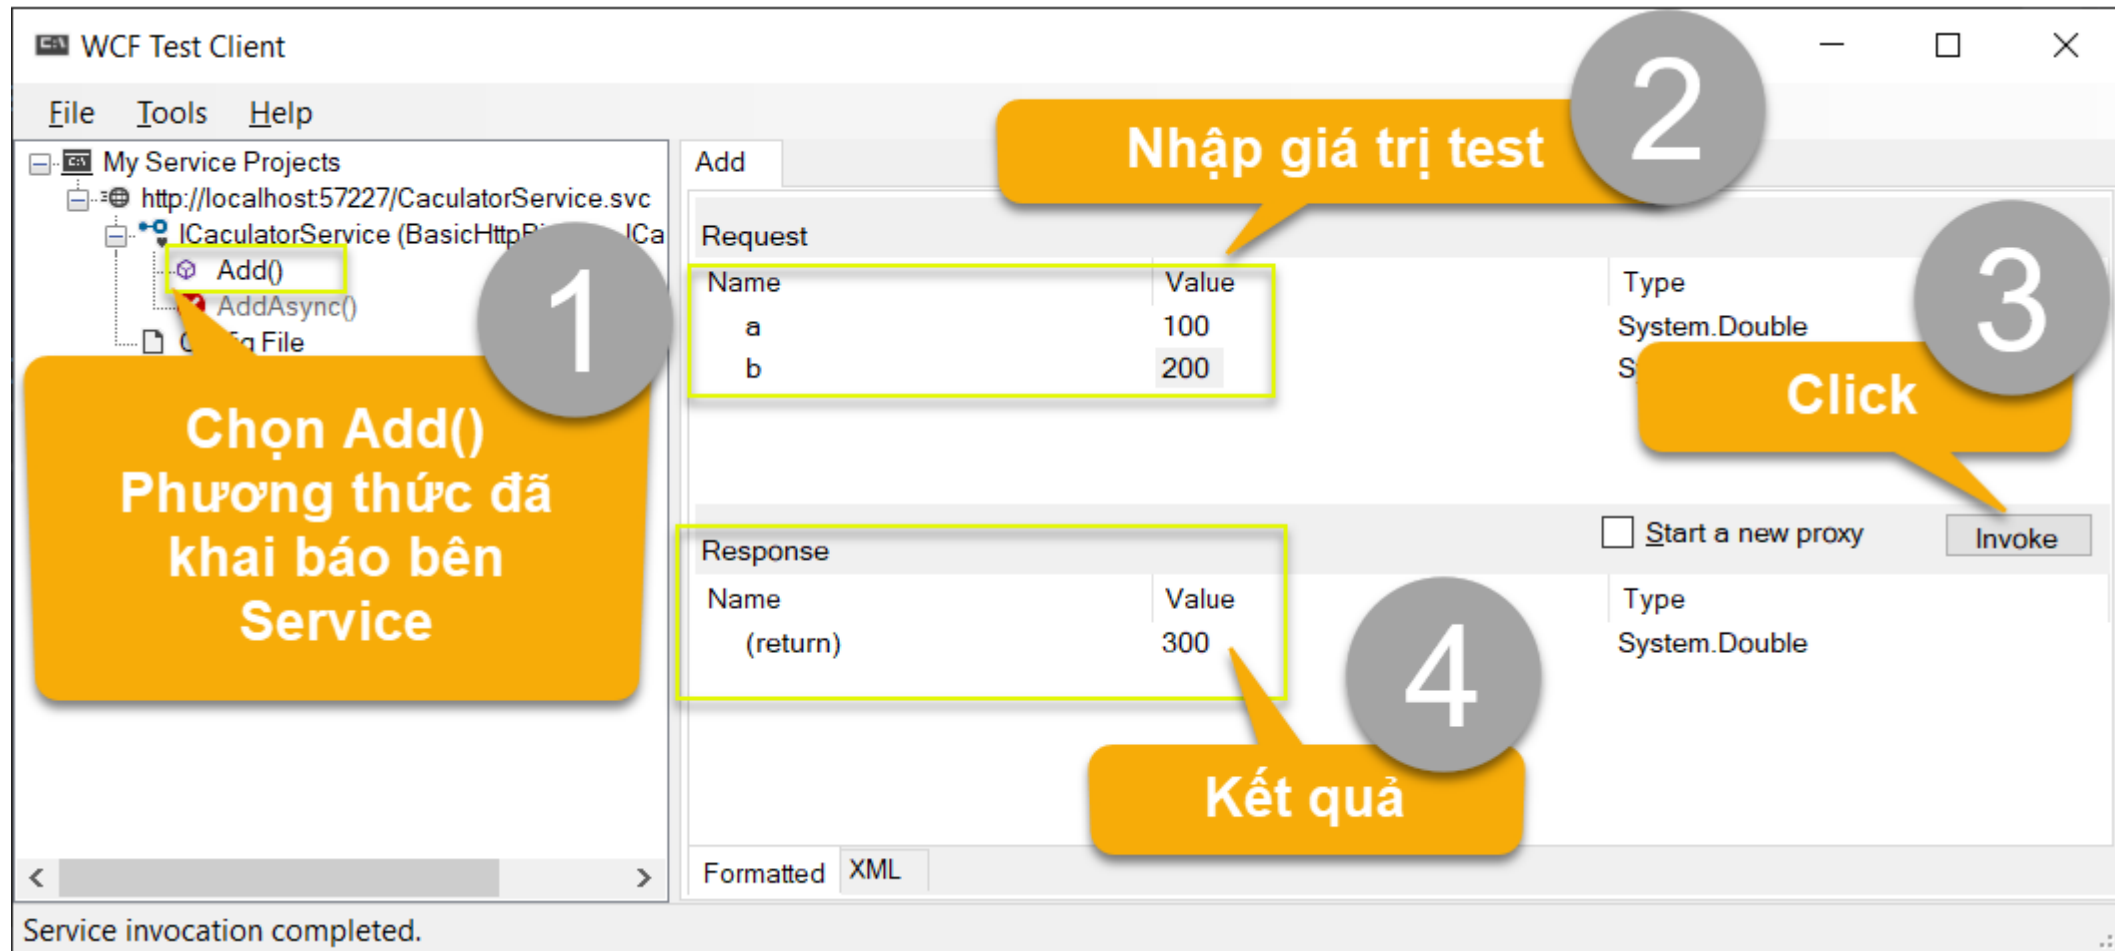 WCF Test Client
File Tools Help
My Service Projects
http://localhost:57227/CaculatorService.svc
ICaculatorService (BasicHttp ICa
Add()
AddAsync()
File
1
Chọn Add()
Phương thức đã
khai báo bên
Service
Add
Nhập giá trị test
2
Request
Name Value Type
a 100 System.Double
b 200
3
Click
Start a new proxy Invoke
Response
Name Value Type
(return) 300 System.Double
4
Kết quả
Formatted XML
Service invocation completed.